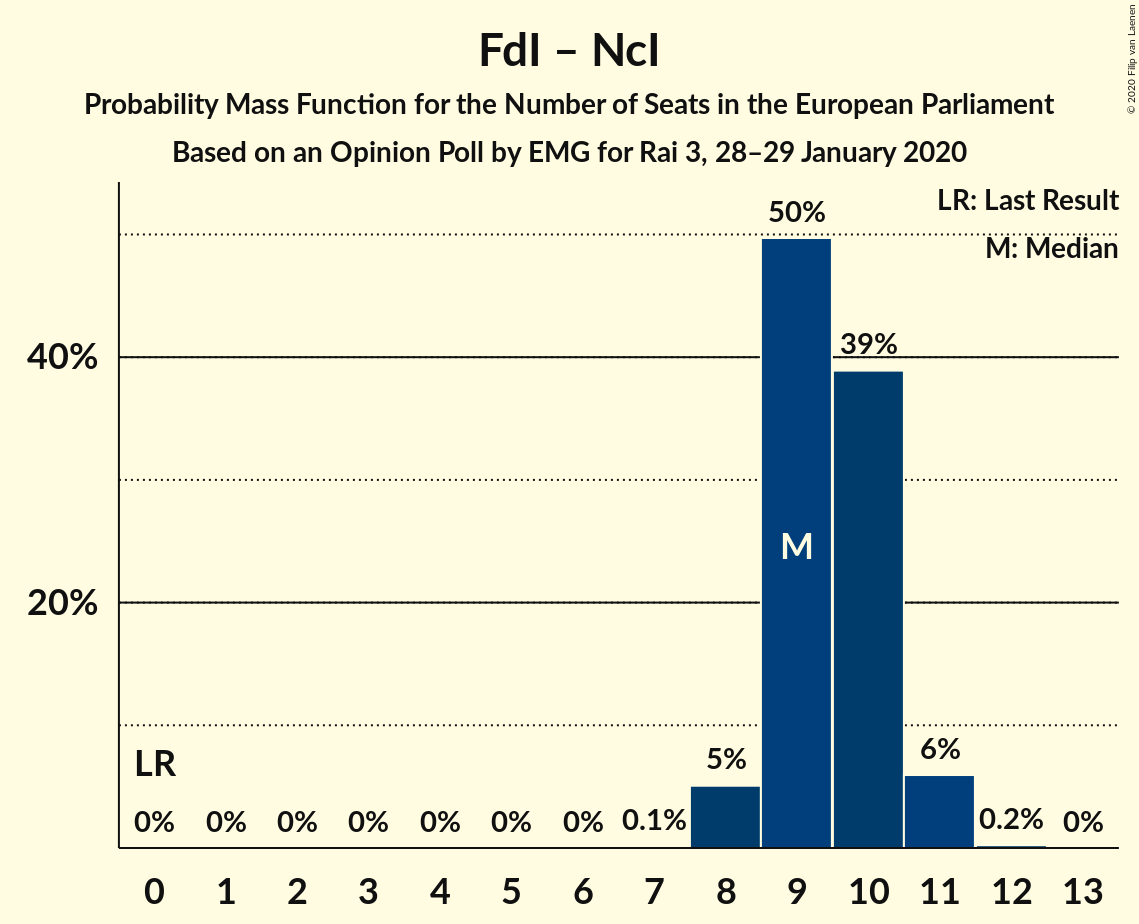 FdI – NcI
Probability Mass Function for the Number of Seats in the European Parliament
Based on an Opinion Poll by EMG for Rai 3, 28–29 January 2020
© 2020 Filip van Laenen
LR: Last Result
M: Median
50%
40%
39%
M
20%
LR
5%
6%
0%
0%
0%
0%
0%
0%
0%
0.1%
0.2%
0%
0 1 2 3 4 5 6 7 8 9 10 11 12 13